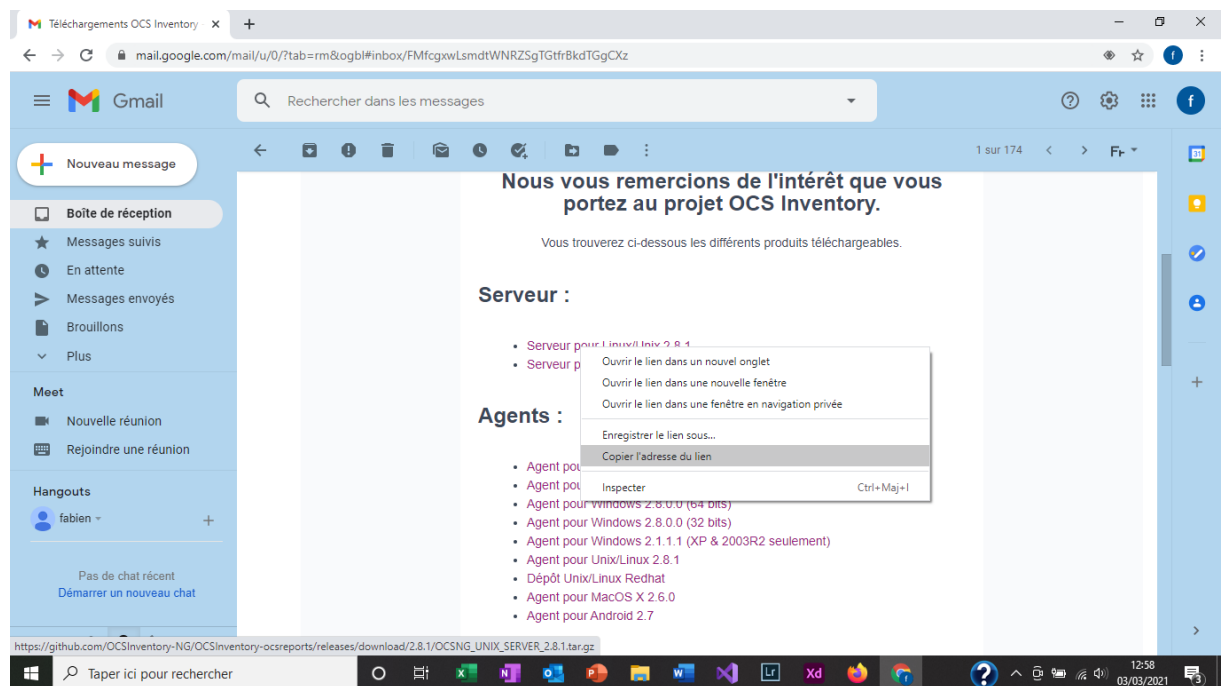 Téléchargements OCS Inventory
mail.google.com/mail/u/0/?tab=rm&ogbl#inbox/FMfcgxwLsmdtWNRZSgTGtfrBkdTGgCXz
f
Gmail
Rechercher dans les messages
f
Nouveau message
1 sur 174
Fr
31
Boîte de réception
Messages suivis
En attente
Messages envoyés
Brouillons
Plus
Meet
Nouvelle réunion
Rejoindre une réunion
Hangouts
fabien
Pas de chat récent
Démarrer un nouveau chat
Nous vous remercions de l'intérêt que vous
portez au projet OCS Inventory.
Vous trouverez ci-dessous les différents produits téléchargeables.
Serveur :
Serveur pour Linux/Unix 2.8.1
Serveur p
Agents :
Agent pou
Agent pou
Agent pour Windows 2.8.0.0 (64 bits)
Agent pour Windows 2.8.0.0 (32 bits)
Agent pour Windows 2.1.1.1 (XP & 2003R2 seulement)
Agent pour Unix/Linux 2.8.1
Dépôt Unix/Linux Redhat
Agent pour MacOS X 2.6.0
Agent pour Android 2.7
Ouvrir le lien dans un nouvel onglet
Ouvrir le lien dans une nouvelle fenêtre
Ouvrir le lien dans une fenêtre en navigation privée
Enregistrer le lien sous...
Copier l'adresse du lien
Inspecter Ctrl+Maj+I
https://github.com/OCSInventory-NG/OCSInventory-ocsreports/releases/download/2.8.1/OCSNG_UNIX_SERVER_2.8.1.tar.gz
Taper ici pour rechercher
Lr
Xd
12:58
03/03/2021
3